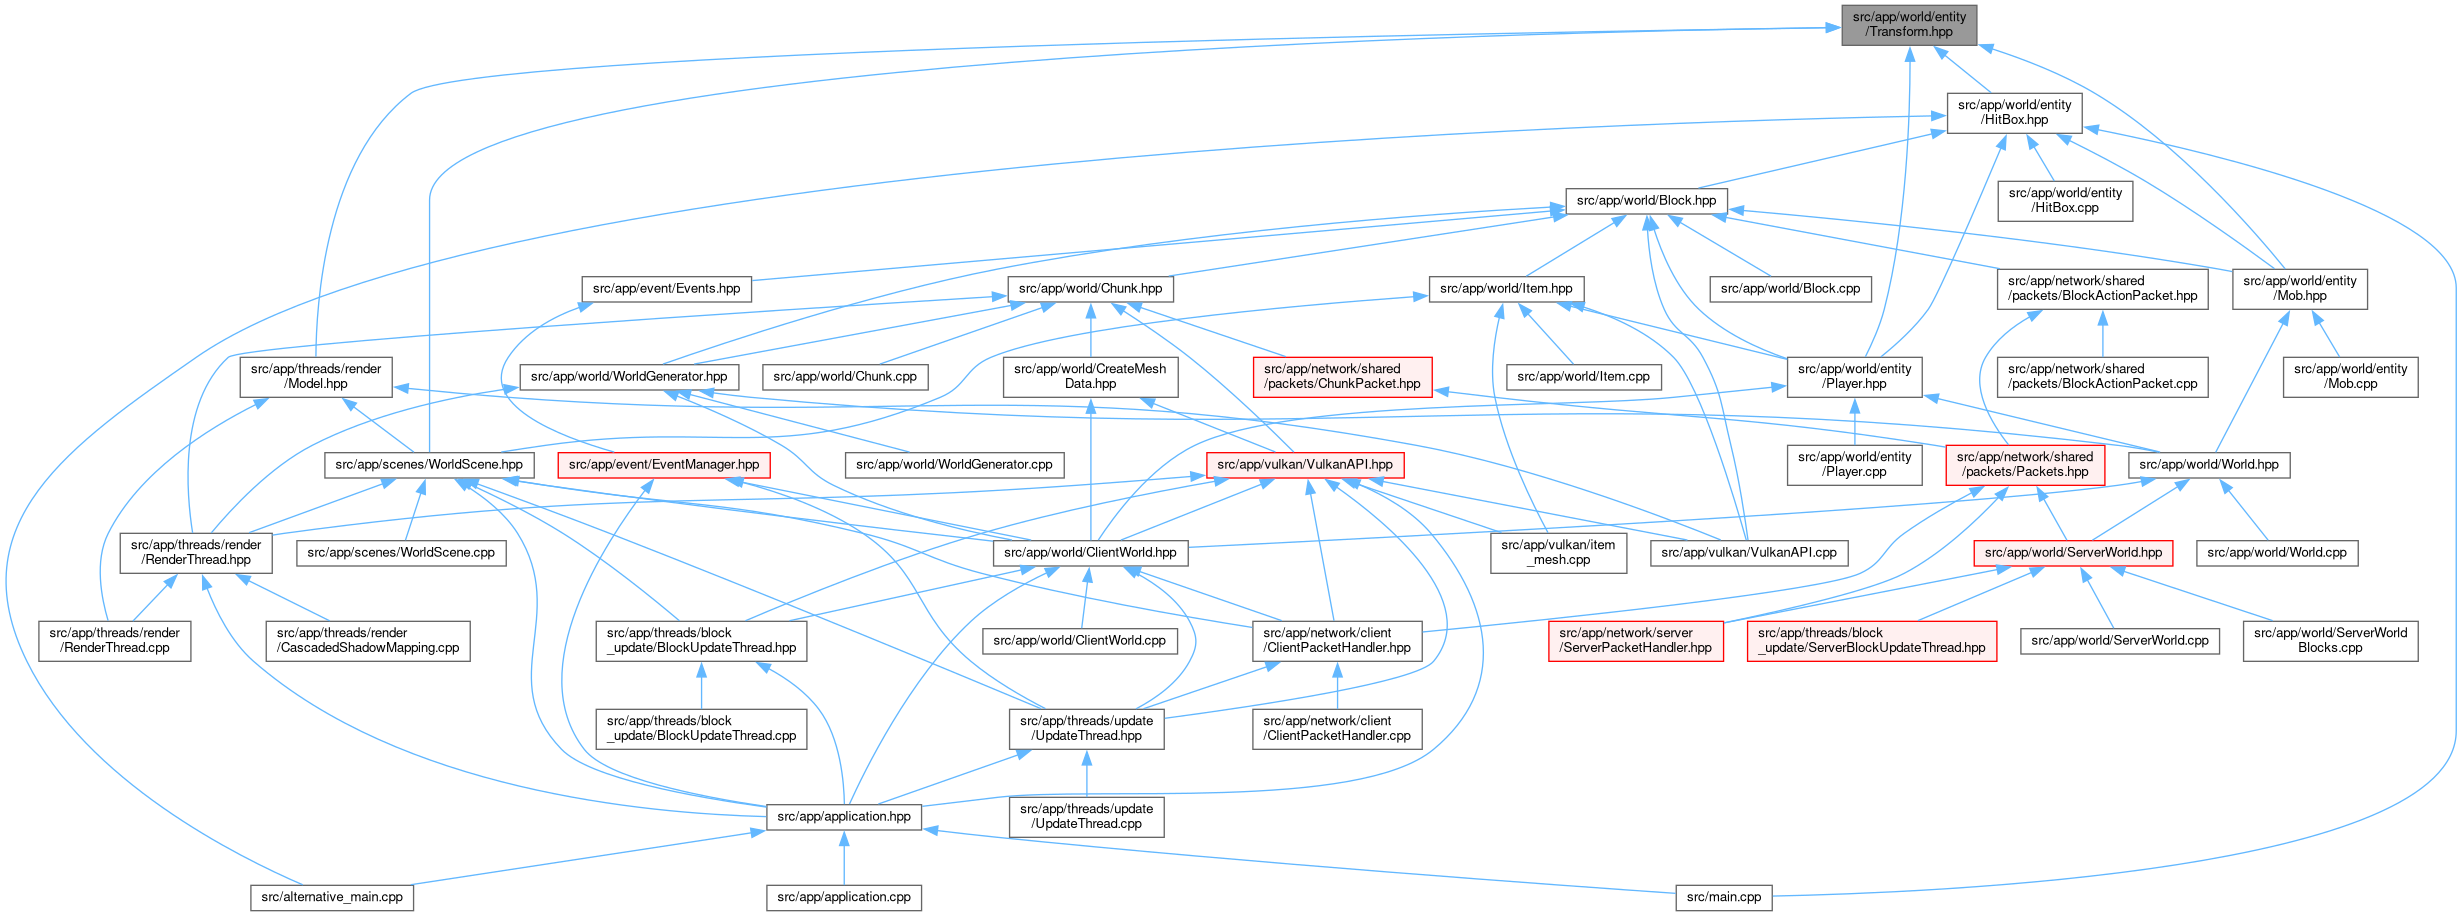 src/app/world/entity
/Transform.hpp
src/app/world/entity
/HitBox.hpp
src/app/world/Block.hpp
src/app/world/entity
/HitBox.cpp
src/app/event/Events.hpp
src/app/world/Chunk.hpp
src/app/world/Item.hpp
src/app/world/Block.cpp
src/app/network/shared
/packets/BlockActionPacket.hpp
src/app/world/entity
/Mob.hpp
src/app/threads/render
/Model.hpp
src/app/world/WorldGenerator.hpp
src/app/world/Chunk.cpp
src/app/world/CreateMesh
Data.hpp
src/app/network/shared
/packets/ChunkPacket.hpp
src/app/world/Item.cpp
src/app/world/entity
/Player.hpp
src/app/network/shared
/packets/BlockActionPacket.cpp
src/app/world/entity
/Mob.cpp
src/app/scenes/WorldScene.hpp
src/app/event/EventManager.hpp
src/app/world/WorldGenerator.cpp
src/app/vulkan/VulkanAPI.hpp
src/app/world/entity
/Player.cpp
src/app/network/shared
/packets/Packets.hpp
src/app/world/World.hpp
src/app/threads/render
/RenderThread.hpp
src/app/scenes/WorldScene.cpp
src/app/world/ClientWorld.hpp
src/app/vulkan/item
_mesh.cpp
src/app/vulkan/VulkanAPI.cpp
src/app/world/ServerWorld.hpp
src/app/world/World.cpp
src/app/threads/render
/RenderThread.cpp
src/app/threads/render
/CascadedShadowMapping.cpp
src/app/threads/block
_update/BlockUpdateThread.hpp
src/app/world/ClientWorld.cpp
src/app/network/client
/ClientPacketHandler.hpp
src/app/network/server
/ServerPacketHandler.hpp
src/app/threads/block
_update/ServerBlockUpdateThread.hpp
src/app/world/ServerWorld.cpp
src/app/world/ServerWorld
Blocks.cpp
src/app/threads/block
_update/BlockUpdateThread.cpp
src/app/threads/update
/UpdateThread.hpp
src/app/network/client
/ClientPacketHandler.cpp
src/app/application.hpp
src/app/threads/update
/UpdateThread.cpp
src/alternative_main.cpp
src/app/application.cpp
src/main.cpp